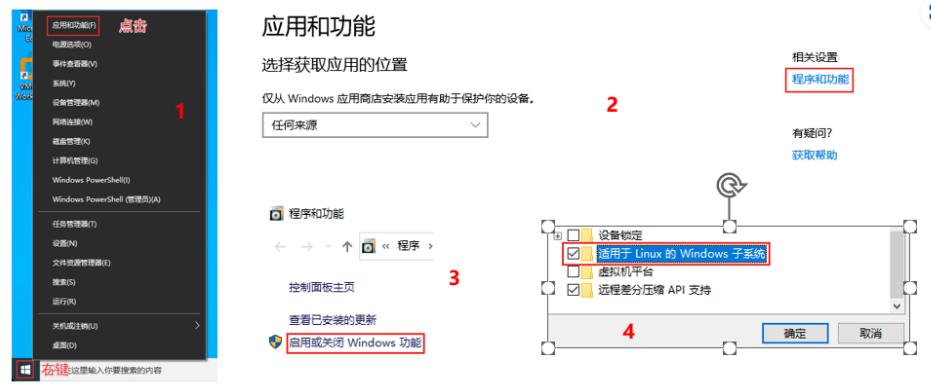 应用和功能(F)
点击
电源选项(O)
事件查看器(V)
系统(Y)
设备管理器(M)
1
网络连接(W)
磁盘管理(K)
计算机管理(G)
Windows PowerShell(I)
Windows PowerShell (管理员)(A)
任务管理器(T)
设置(N)
文件资源管理器(E)
搜索(S)
运行(R)
关机或注销(U)
桌面(D)
右键
在这里输入你要搜索的内容
应用和功能
选择获取应用的位置
仅从 Windows 应用商店安装应用有助于保护你的设备。
任何来源
2
相关设置
程序和功能
有疑问?
获取帮助
程序和功能
« 程序 ›
控制面板主页
3
查看已安装的更新
启用或关闭 Windows 功能
设备锁定
适用于 Linux 的 Windows 子系统
虚拟机平台
远程差分压缩 API 支持
4
确定
取消